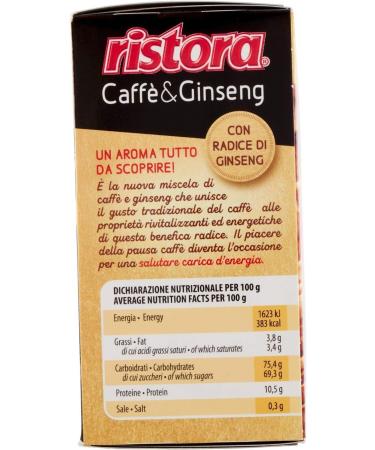 ristora®
Caffè&Ginseng
CON
RADICE DI
GINSENG
UN AROMA TUTTO
DA SCOPRIRE!
È la nuova miscela di
caffè e ginseng che unisce
il gusto tradizionale del caffè alle
proprietà rivitalizzanti ed energetiche
di questa benefica radice. Il piacere
della pausa caffè diventa l'occasione
per una salutare carica d'energia.
DICHIARAZIONE NUTRIZIONALE PER 100 g
AVERAGE NUTRITION FACTS PER 100 g
Energia • Energy 1623 kJ
383 kcal
Grassi • Fat 3,8 g
di cui acidi grassi saturi • of which saturates 3,4 g
Carboidrati • Carbohydrates 75,4 g
di cui zuccheri • of which sugars 69,3 g
Proteine • Protein 10,5 g
Sale • Salt 0,3 g